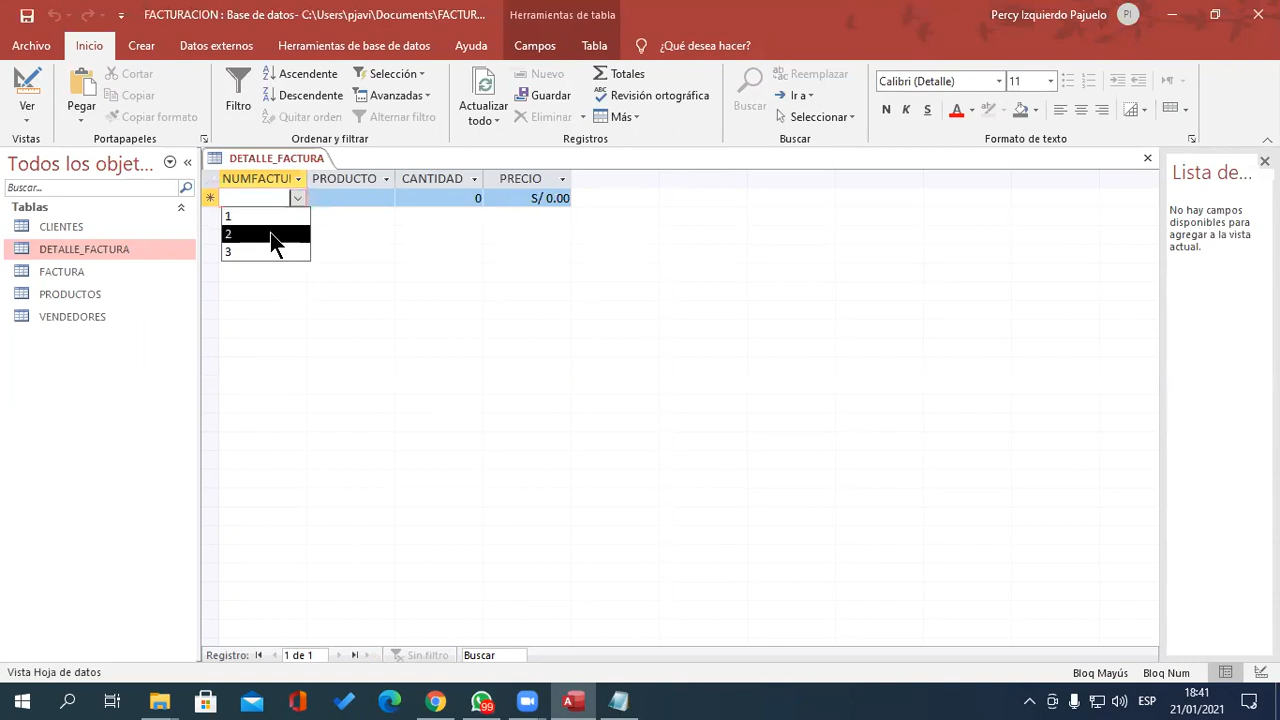 FACTURACION : Base de datos- C:\Users\pjavi\Documents\FACTUR...
Herramientas de tabla
Percy Izquierdo Pajuelo
PI
Archivo
Inicio
Crear
Datos externos
Herramientas de base de datos
Ayuda
Campos
Tabla
¿Qué desea hacer?
Ver
Vistas
Pegar
Cortar
Copiar
Copiar formato
Portapapeles
Filtro
Ascendente
Descendente
Quitar orden
Selección
Avanzadas
Alternar filtro
Ordenar y filtrar
Actualizar
todo
Nuevo
Guardar
Eliminar
Totales
Revisión ortográfica
Más
Registros
Buscar
Reemplazar
Ir a
Seleccionar
Buscar
Calibri (Detalle)
11
N K S
A
Formato de texto
Todos los objet...
Buscar...
Tablas
CLIENTES
DETALLE_FACTURA
FACTURA
PRODUCTOS
VENDEDORES
DETALLE_FACTURA
NUMFACTUI
PRODUCTO
CANTIDAD
PRECIO
0
S/ 0.00
1
2
3
Lista de...
No hay campos
disponibles para
agregar a la vista
actual.
Registro:
1 de 1
Sin filtro
Buscar
Vista Hoja de datos
Bloq Mayús
Bloq Num
99
ESP
18:41
21/01/2021